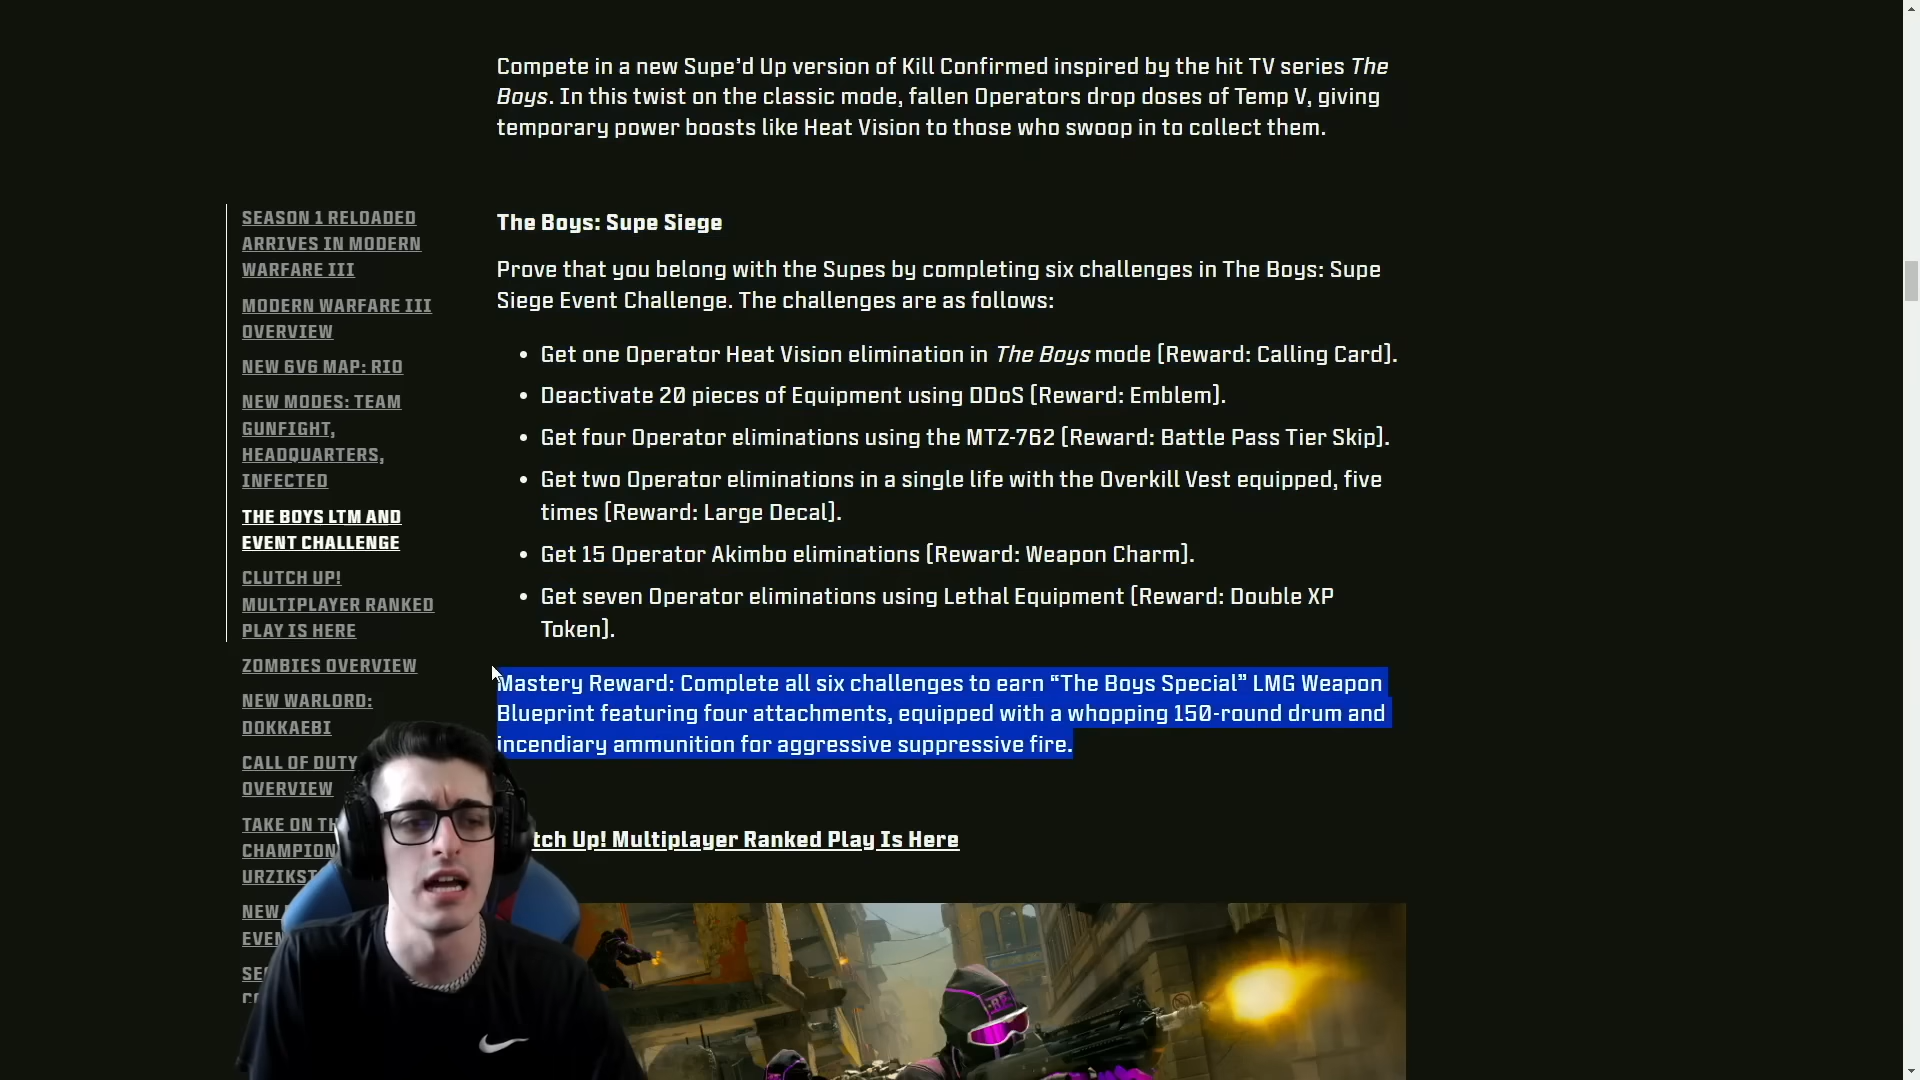 Compete in a new Supe’d Up version of Kill Confirmed inspired by the hit TV series The
Boys. In this twist on the classic mode, fallen Operators drop doses of Temp V, giving
temporary power boosts like Heat Vision to those who swoop in to collect them.
SEASON 1 RELOADED
ARRIVES IN MODERN
WARFARE III
MODERN WARFARE III
OVERVIEW
NEW 6V6 MAP: RIO
NEW MODES: TEAM
GUNFIGHT,
HEADQUARTERS,
INFECTED
THE BOYS LTM AND
EVENT CHALLENGE
CLUTCH UP!
MULTIPLAYER RANKED
PLAY IS HERE
ZOMBIES OVERVIEW
NEW WARLORD:
DOKKAEBI
CALL OF DUTY
OVERVIEW
TAKE ON
CHAMPION
NEW
The Boys: Supe Siege
Prove that you belong with the Supes by completing six challenges in The Boys: Supe
Siege Event Challenge. The challenges are as follows:
• Get one Operator Heat Vision elimination in The Boys mode [Reward: Calling Card].
• Deactivate 20 pieces of Equipment using DDoS [Reward: Emblem].
• Get four Operator eliminations using the MTZ-762 [Reward: Battle Pass Tier Skip].
• Get two Operator eliminations in a single life with the Overkill Vest equipped, five
times [Reward: Large Decal].
• Get 15 Operator Akimbo eliminations [Reward: Weapon Charm].
• Get seven Operator eliminations using Lethal Equipment [Reward: Double XP
Token].
Mastery Reward: Complete all six challenges to earn “The Boys Special” LMG Weapon
Blueprint featuring four attachments, equipped with a whopping 150-round drum and
incendiary ammunition for aggressive suppressive fire.
tch Up! Multiplayer Ranked Play Is Here